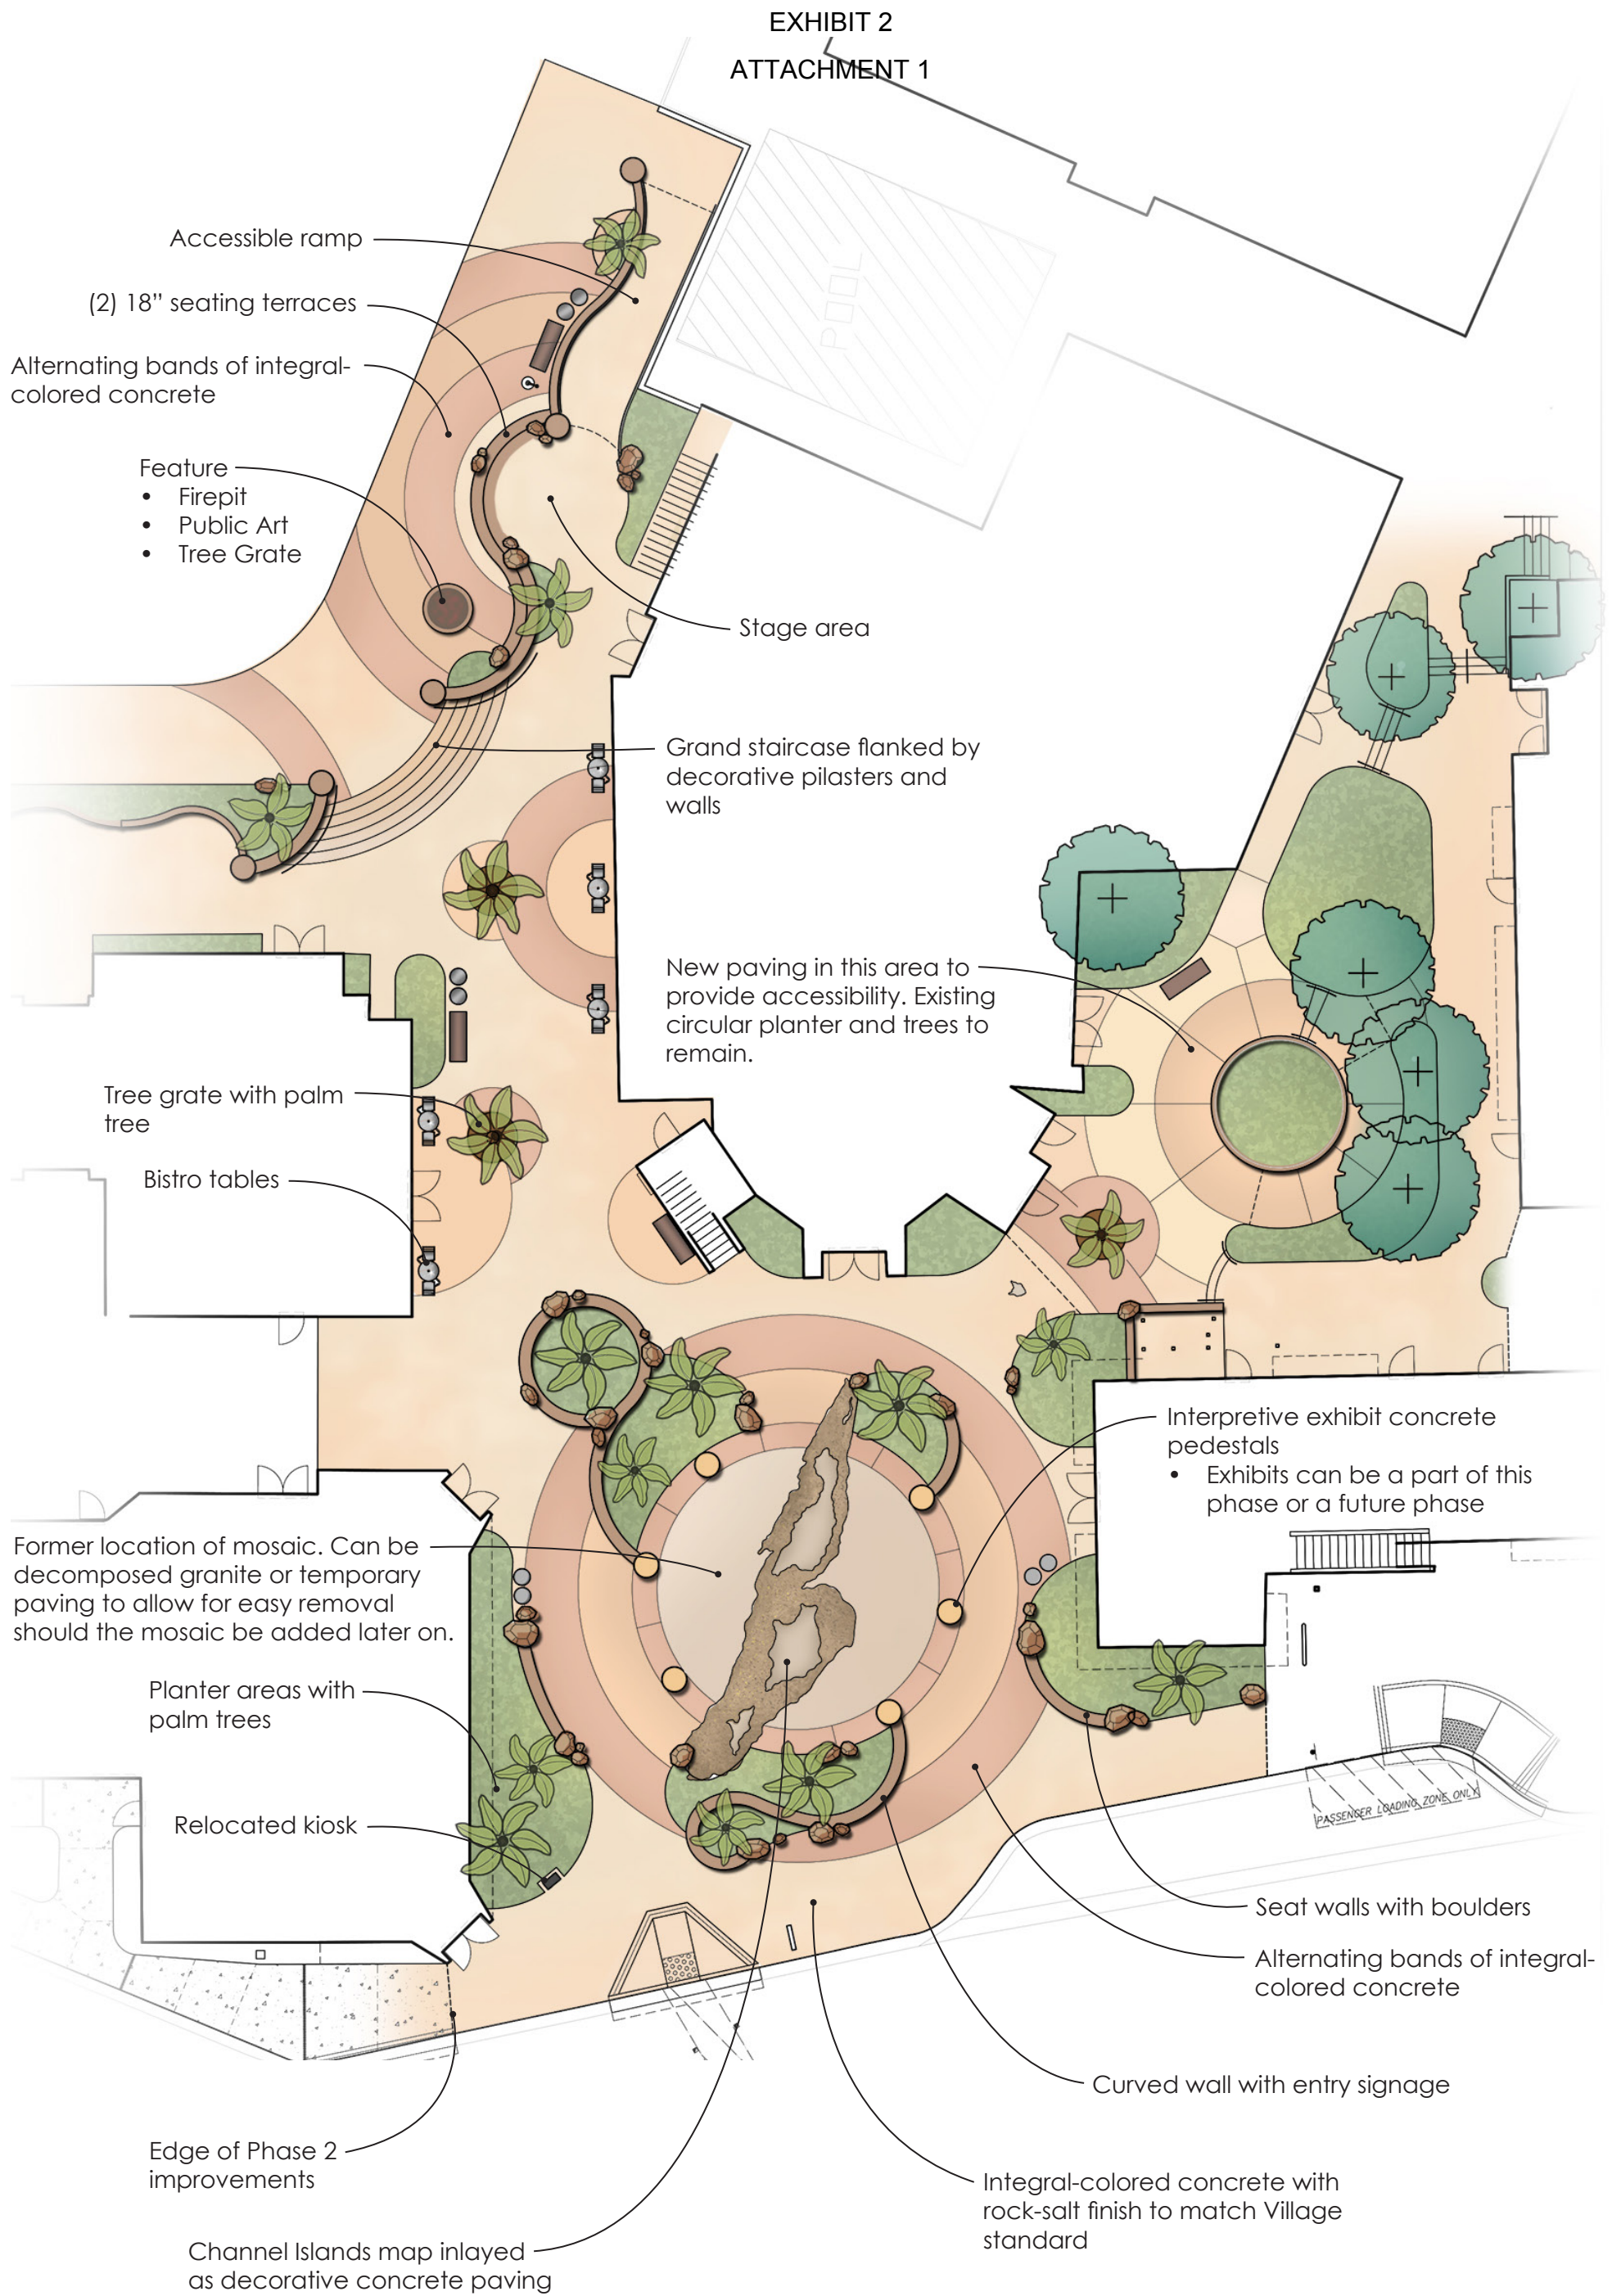 EXHIBIT 2
ATTACHMENT 1
POOL
Accessible ramp
(2) 18” seating terraces
Alternating bands of integral-
colored concrete
Feature
• Firepit
• Public Art
• Tree Grate
Stage area
Grand staircase flanked by
decorative pilasters and
walls
New paving in this area to
provide accessibility. Existing
circular planter and trees to
remain.
Tree grate with palm
tree
Bistro tables
Interpretive exhibit concrete
pedestals
• Exhibits can be a part of this
phase or a future phase
Former location of mosaic. Can be
decomposed granite or temporary
paving to allow for easy removal
should the mosaic be added later on.
Planter areas with
palm trees
Relocated kiosk
PASSENGER LOADING ZONE ONLY
Seat walls with boulders
Alternating bands of integral-
colored concrete
Curved wall with entry signage
Edge of Phase 2
improvements
Integral-colored concrete with
rock-salt finish to match Village
standard
Channel Islands map inlayed
as decorative concrete paving